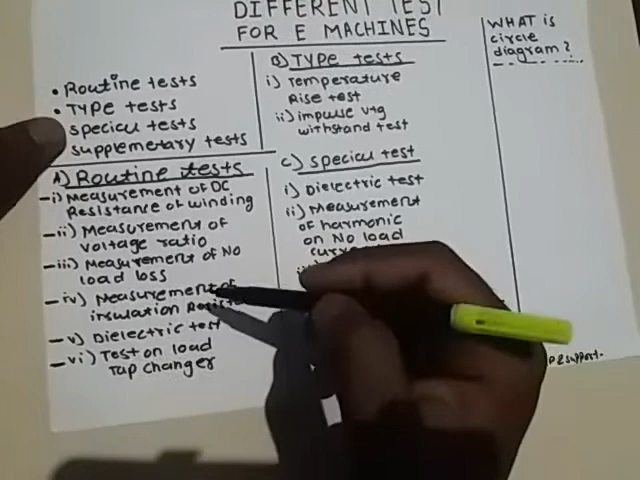 DIFFERENT TEST
FOR E MACHINES
• Routine tests
• TYPE tests
special tests
supplemetary tests
A) Routine tests
- i) Measurement of DC
Resistance of winding
- ii) Measurement of
voltage ratio
- iii) Measurement of No
load loss
- iv) Measurement of
insulation
- v) Dielectric test
- vi) Test on load
Tap changer
B) TYPE tests
i) Temperature
Rise test
ii) impulse vtg
withstand test
C) special test
i) Dielectric test
ii) Measurement
of harmonic
on No load
WHAT is
circle
diagram?
support.